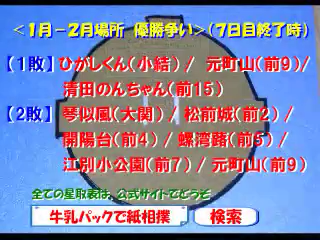 ＜１月－２月場所 優勝争い＞(７日目終了時)
【１敗】ひがしくん(小結) / 元町山(前９)/
清田のんちゃん(前１５)
【２敗】琴似風(大関) / 松前城(前２) /
開陽台(前４) / 螺湾蕗(前５) /
江別小公園(前７) / 元町山(前９)
全ての星取表は、公式サイトでどうぞ
牛乳パックで紙相撲 検索